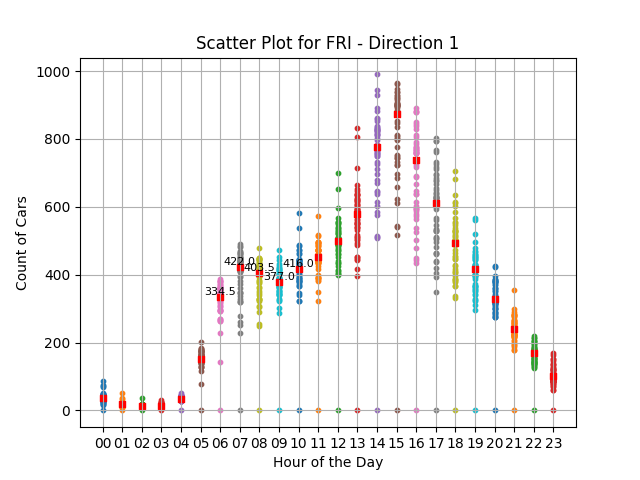 Scatter Plot for FRI - Direction 1
Count of Cars
1000
800
600
400
200
0
334.5
422.0
403.5
377.0
416.0
00 01 02 03 04 05 06 07 08 09 10 11 12 13 14 15 16 17 18 19 20 21 22 23
Hour of the Day